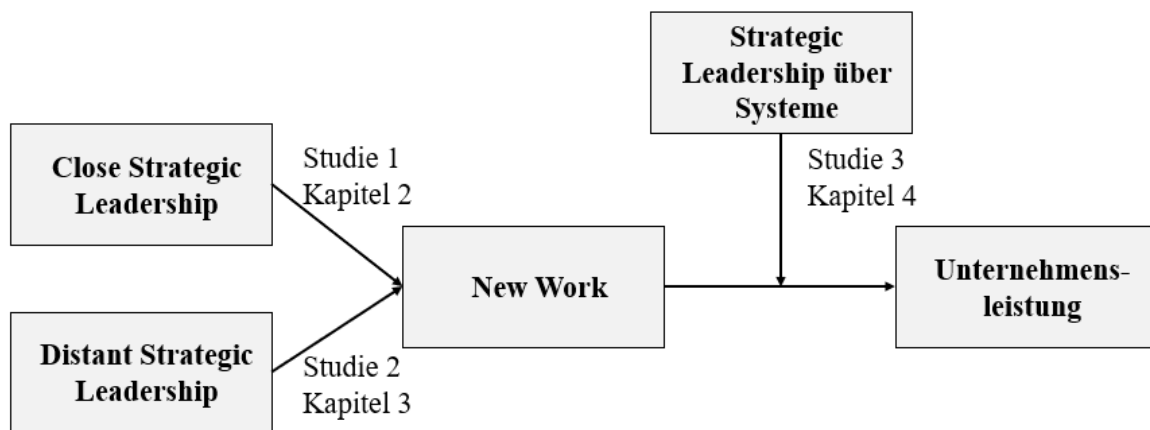 Strategic
Leadership über
Systeme
Close Strategic
Leadership
Studie 1
Kapitel 2
Studie 3
Kapitel 4
New Work
Unternehmens-
leistung
Distant Strategic
Leadership
Studie 2
Kapitel 3